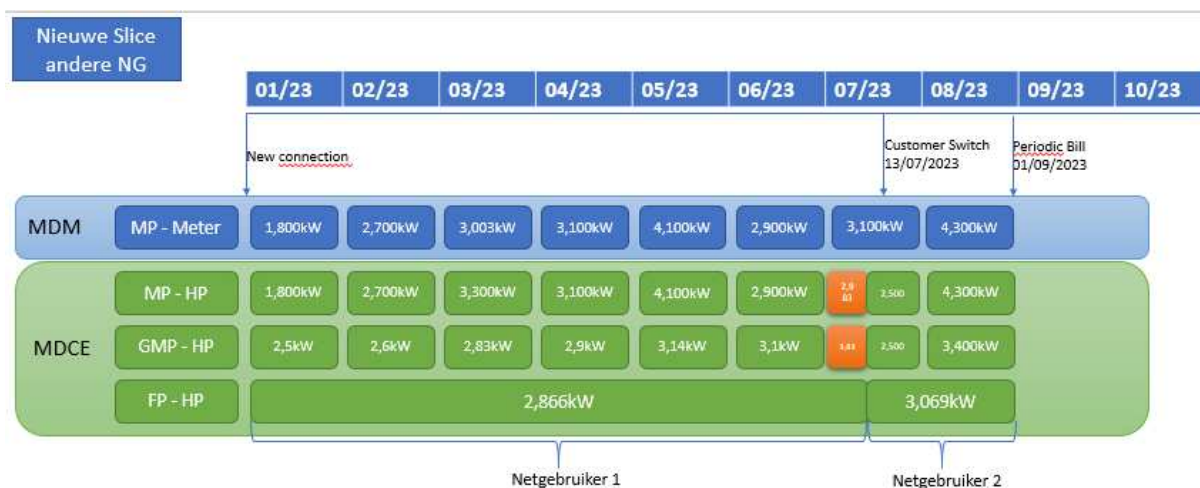 Nieuwe Slice
andere NG
01/23 02/23 03/23 04/23 05/23 06/23 07/23 08/23 09/23 10/23
New connection
Customer Switch
13/07/2023
Periodic Bill
01/09/2023
MDM
MP - Meter 1,800kW 2,700kW 3,003kW 3,100kW 4,100kW 2,900kW 3,100kW 4,300kW
MDCE
MP - HP 1,800kW 2,700kW 3,300kW 3,100kW 4,100kW 2,900kW 2,500 4,300kW
GMP - HP 2,5kW 2,6kW 2,83kW 2,9kW 3,14kW 3,1kW 2,500 3,400kW
FP - HP 2,866kW 3,069kW
Netgebruiker 1
Netgebruiker 2